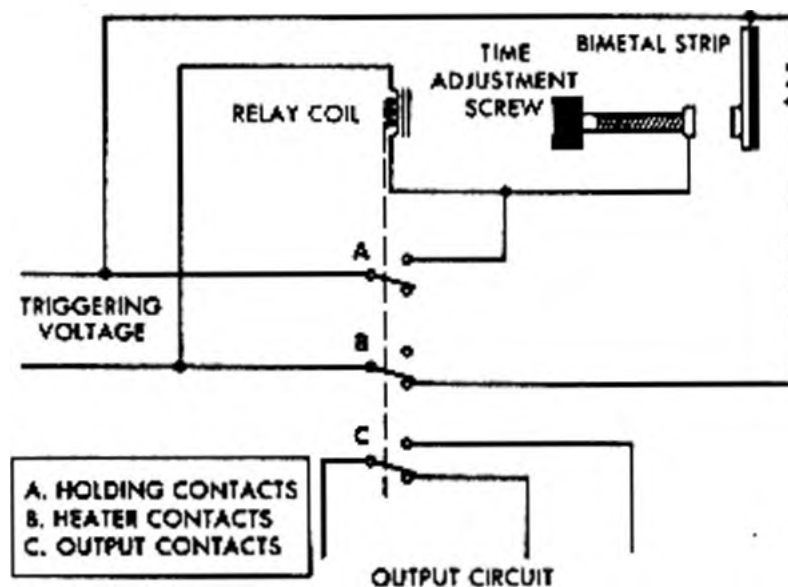 TIME
ADJUSTMENT
SCREW
BIMETAL STRIP
RELAY COIL
A
TRIGGERING
VOLTAGE
B
C
A. HOLDING CONTACTS
B. HEATER CONTACTS
C. OUTPUT CONTACTS
OUTPUT CIRCUIT